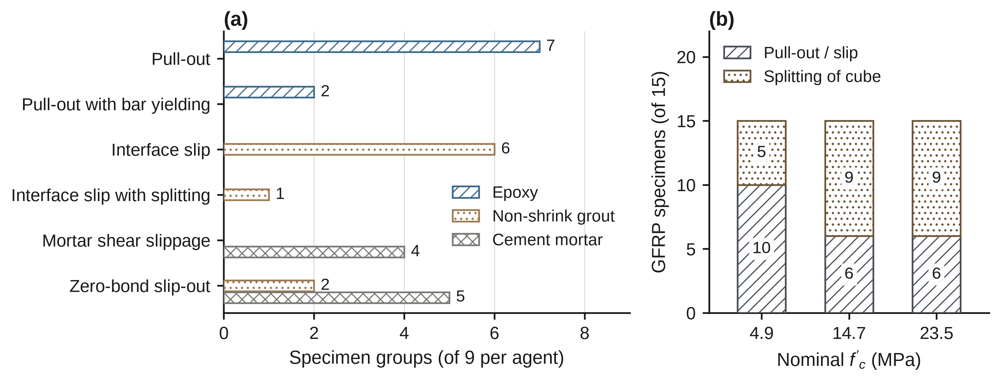 (a)
Pull-out
Pull-out with bar yielding
Interface slip
Interface slip with splitting
Mortar shear slippage
Zero-bond slip-out
7
2
6
1
4
2
5
Epoxy
Non-shrink grout
Cement mortar
0 2 4 6 8
Specimen groups (of 9 per agent)
(b)
GFRP specimens (of 15)
20
15
10
5
0
Pull-out / slip
Splitting of cube
5 9 9
10 6 6
4.9 14.7 23.5
Nominal f′c (MPa)